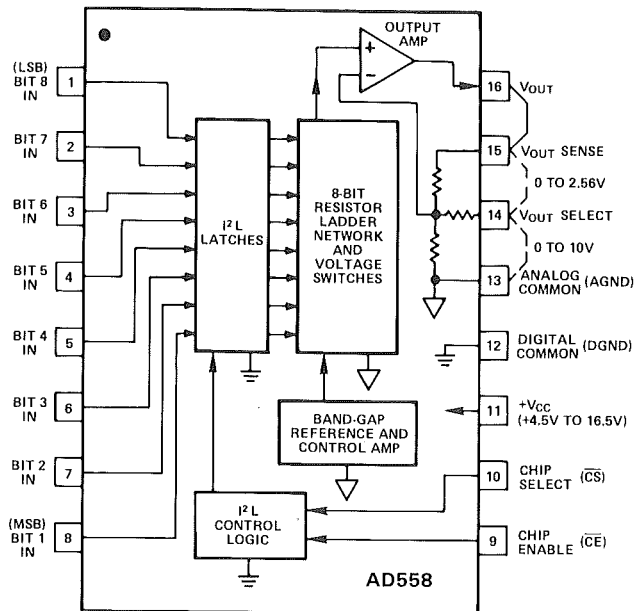 (LSB)
BIT 8
IN
1
BIT 7
IN
2
BIT 6
IN
3
BIT 5
IN
4
BIT 4
IN
5
BIT 3
IN
6
BIT 2
IN
7
(MSB)
BIT 1
IN
8
I²L
LATCHES
8-BIT
RESISTOR
LADDER
NETWORK
AND
VOLTAGE
SWITCHES
OUTPUT
AMP
+
−
BAND-GAP
REFERENCE AND
CONTROL AMP
I²L
CONTROL
LOGIC
AD558
16
VOUT
15
VOUT SENSE
0 TO 2.56V
14
VOUT SELECT
0 TO 10V
13
ANALOG
COMMON (AGND)
12
DIGITAL
COMMON (DGND)
11
+VCC
(+4.5V TO 16.5V)
10
CHIP
SELECT (C̅S̅)
9
CHIP
ENABLE (C̅E̅)